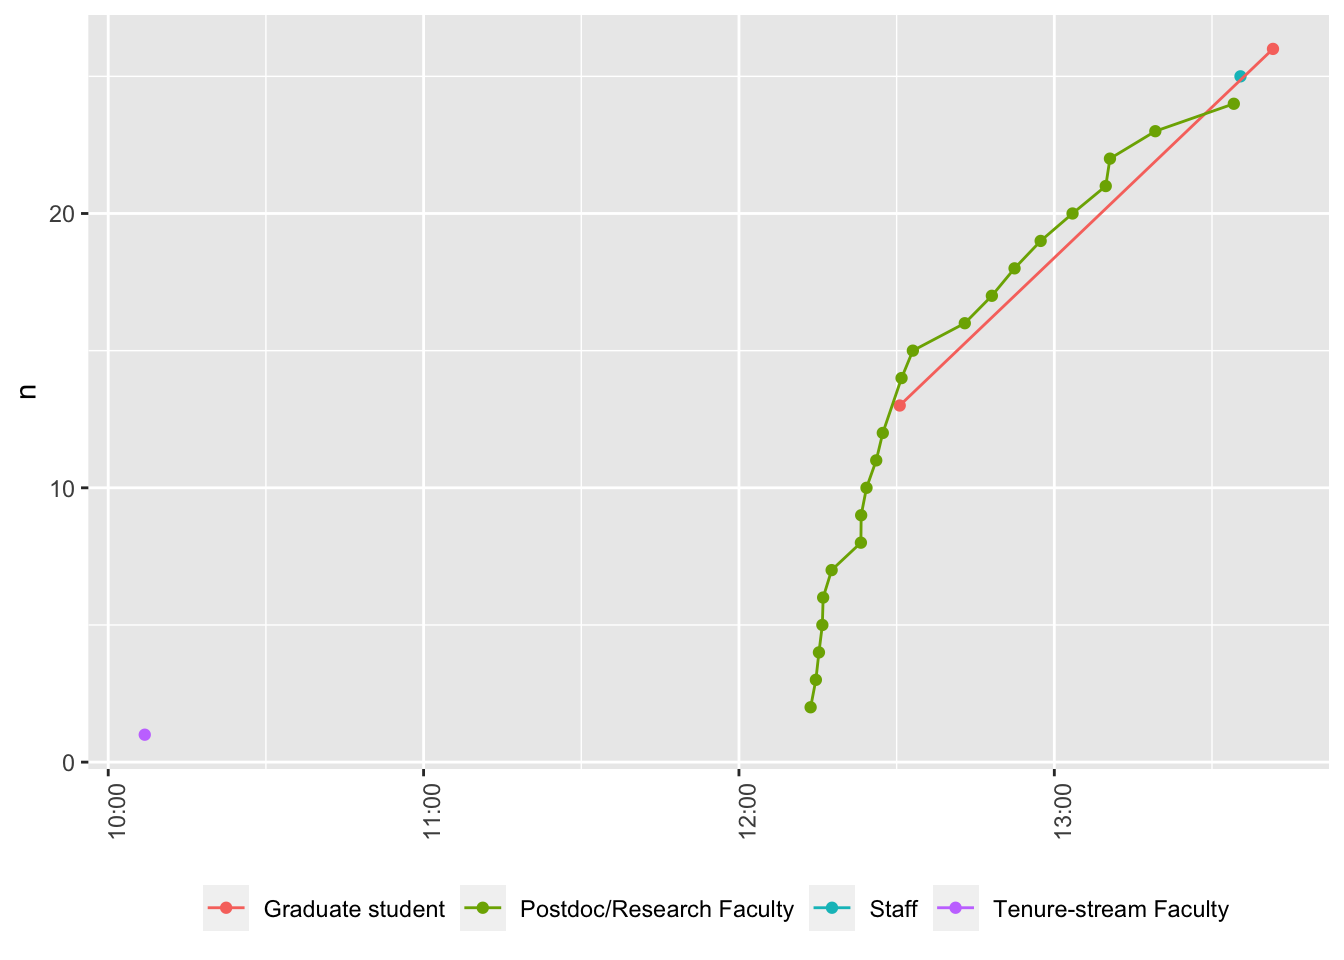 n
20
10
0
10:00
11:00
12:00
13:00
Graduate student
Postdoc/Research Faculty
Staff
Tenure-stream Faculty